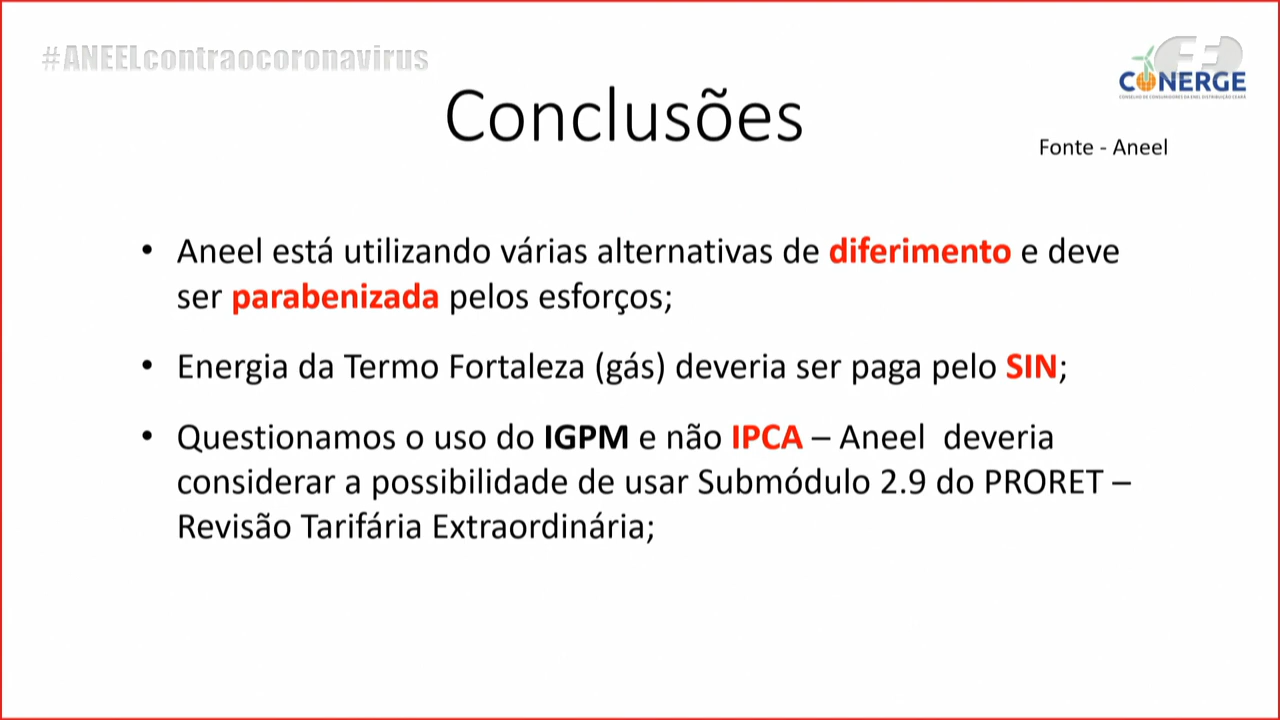 #ANEELcontraocoronavirus
CONERGE
CONSELHO DE CONSUMIDORES DA ENEL DISTRIBUIÇÃO CEARÁ
Conclusões
Fonte - Aneel
• Aneel está utilizando várias alternativas de diferimento e deve
ser parabenizada pelos esforços;
• Energia da Termo Fortaleza (gás) deveria ser paga pelo SIN;
• Questionamos o uso do IGPM e não IPCA – Aneel deveria
considerar a possibilidade de usar Submódulo 2.9 do PRORET –
Revisão Tarifária Extraordinária;